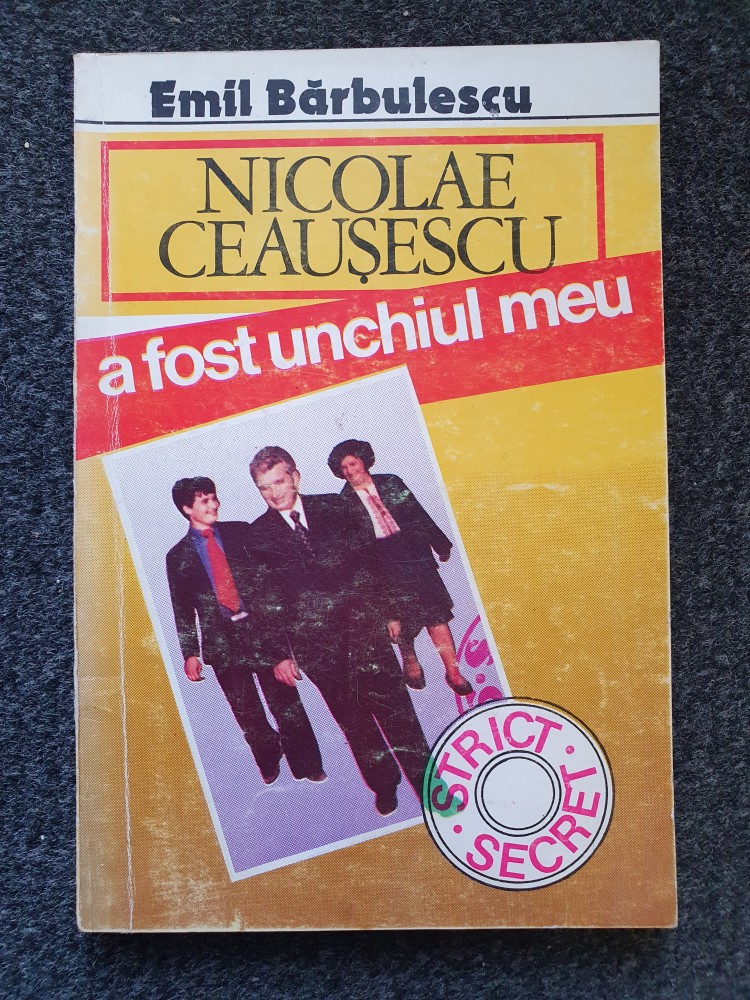 Emil Bărbulescu
NICOLAE
CEAUȘESCU
a fost unchiul meu
STRICT
SECRET